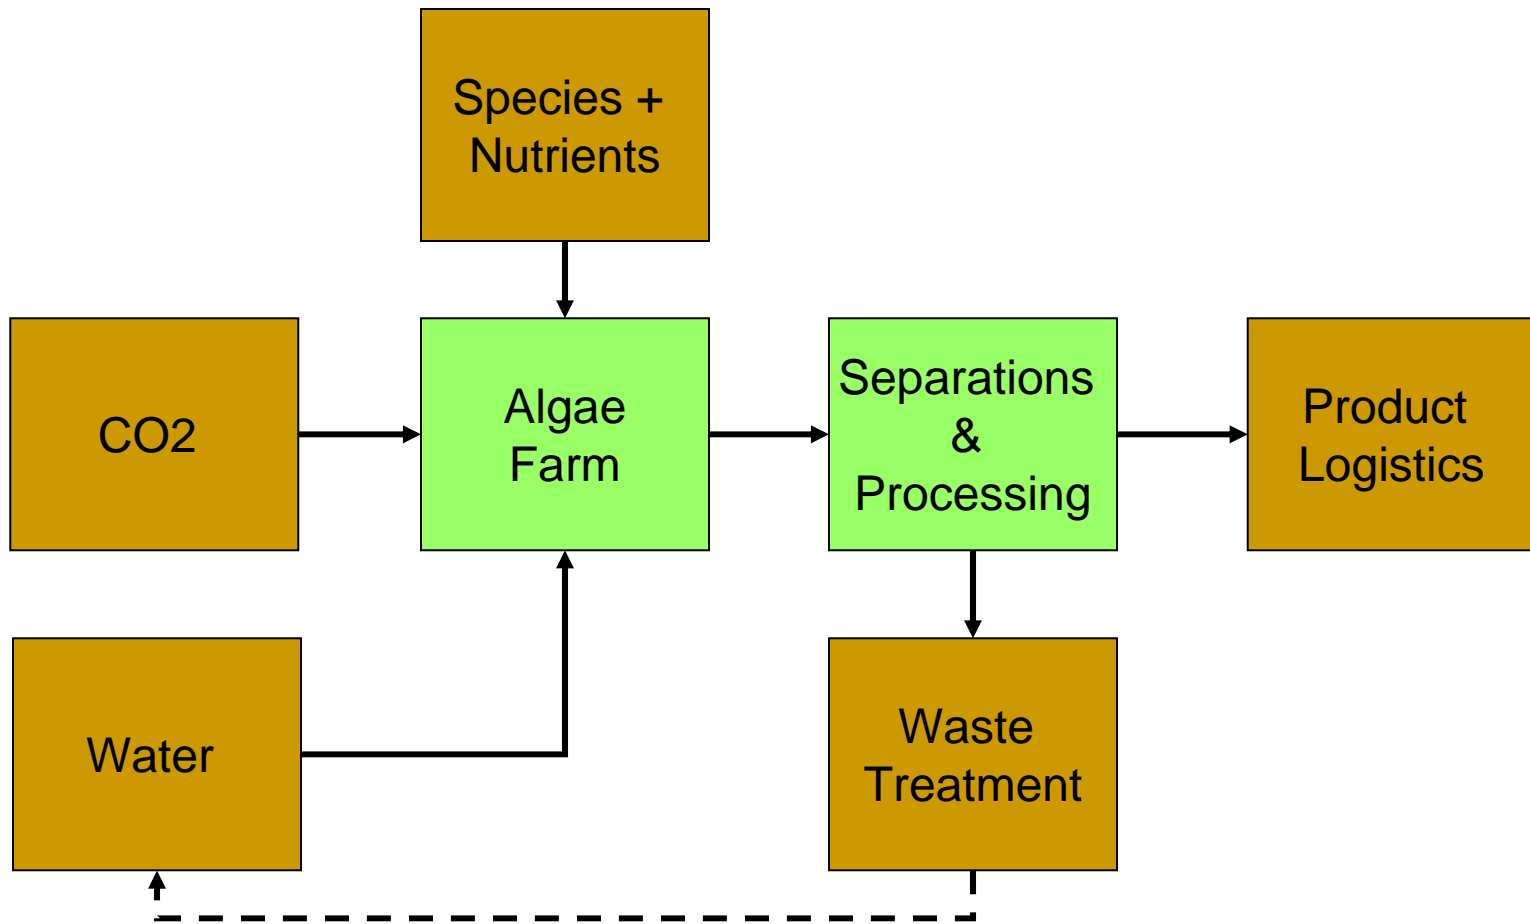 Species +
Nutrients
CO2
Algae
Farm
Separations
&
Processing
Product
Logistics
Water
Waste
Treatment